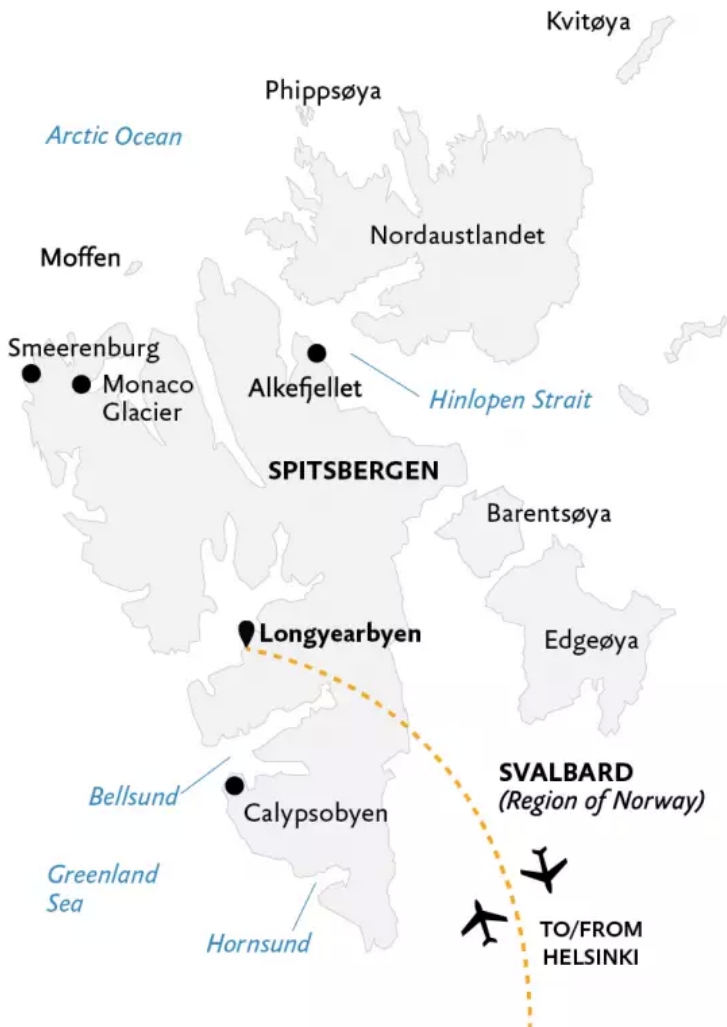 Kvitøya
Phippsøya
Arctic Ocean
Nordaustlandet
Moffen
Smeerenburg
Monaco
Glacier
Alkefjellet
Hinlopen Strait
SPITSBERGEN
Barentsøya
Longyearbyen
Edgeøya
SVALBARD
(Region of Norway)
Bellsund
Calypsobyen
Greenland
Sea
Hornsund
TO/FROM
HELSINKI